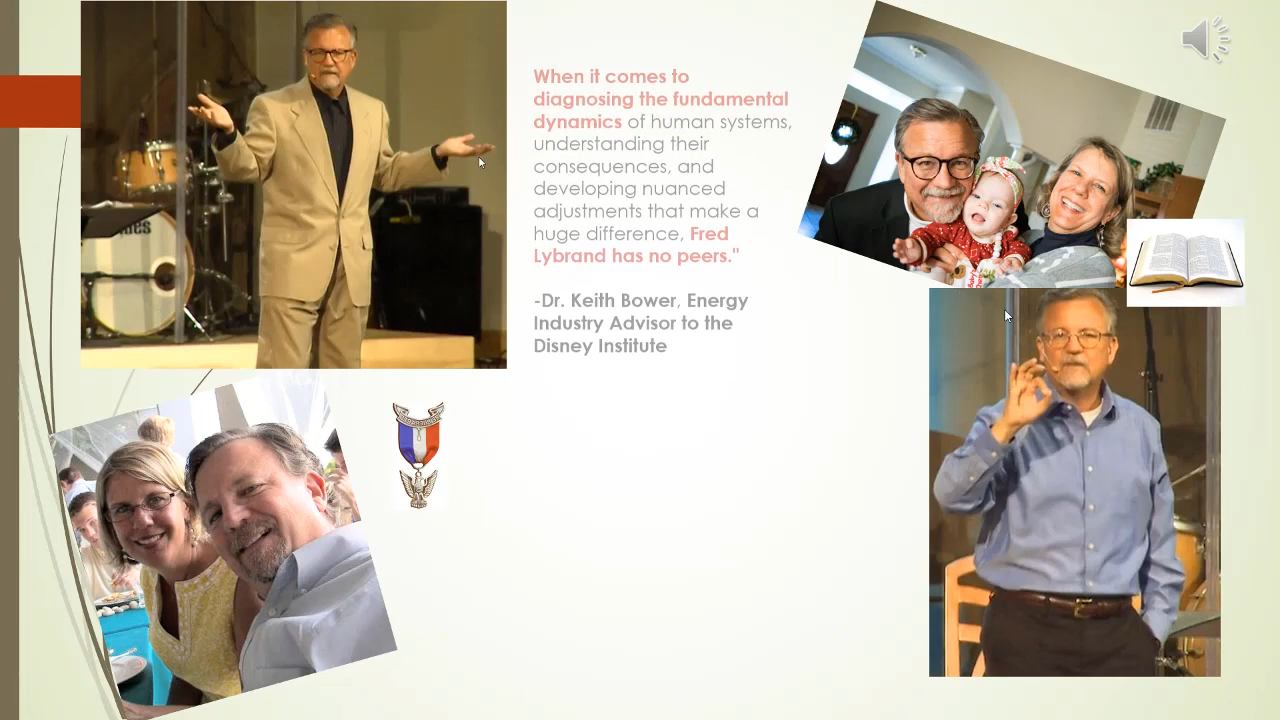 When it comes to
diagnosing the fundamental
dynamics of human systems,
understanding their
consequences, and
developing nuanced
adjustments that make a
huge difference, Fred
Lybrand has no peers."
-Dr. Keith Bower, Energy
Industry Advisor to the
Disney Institute